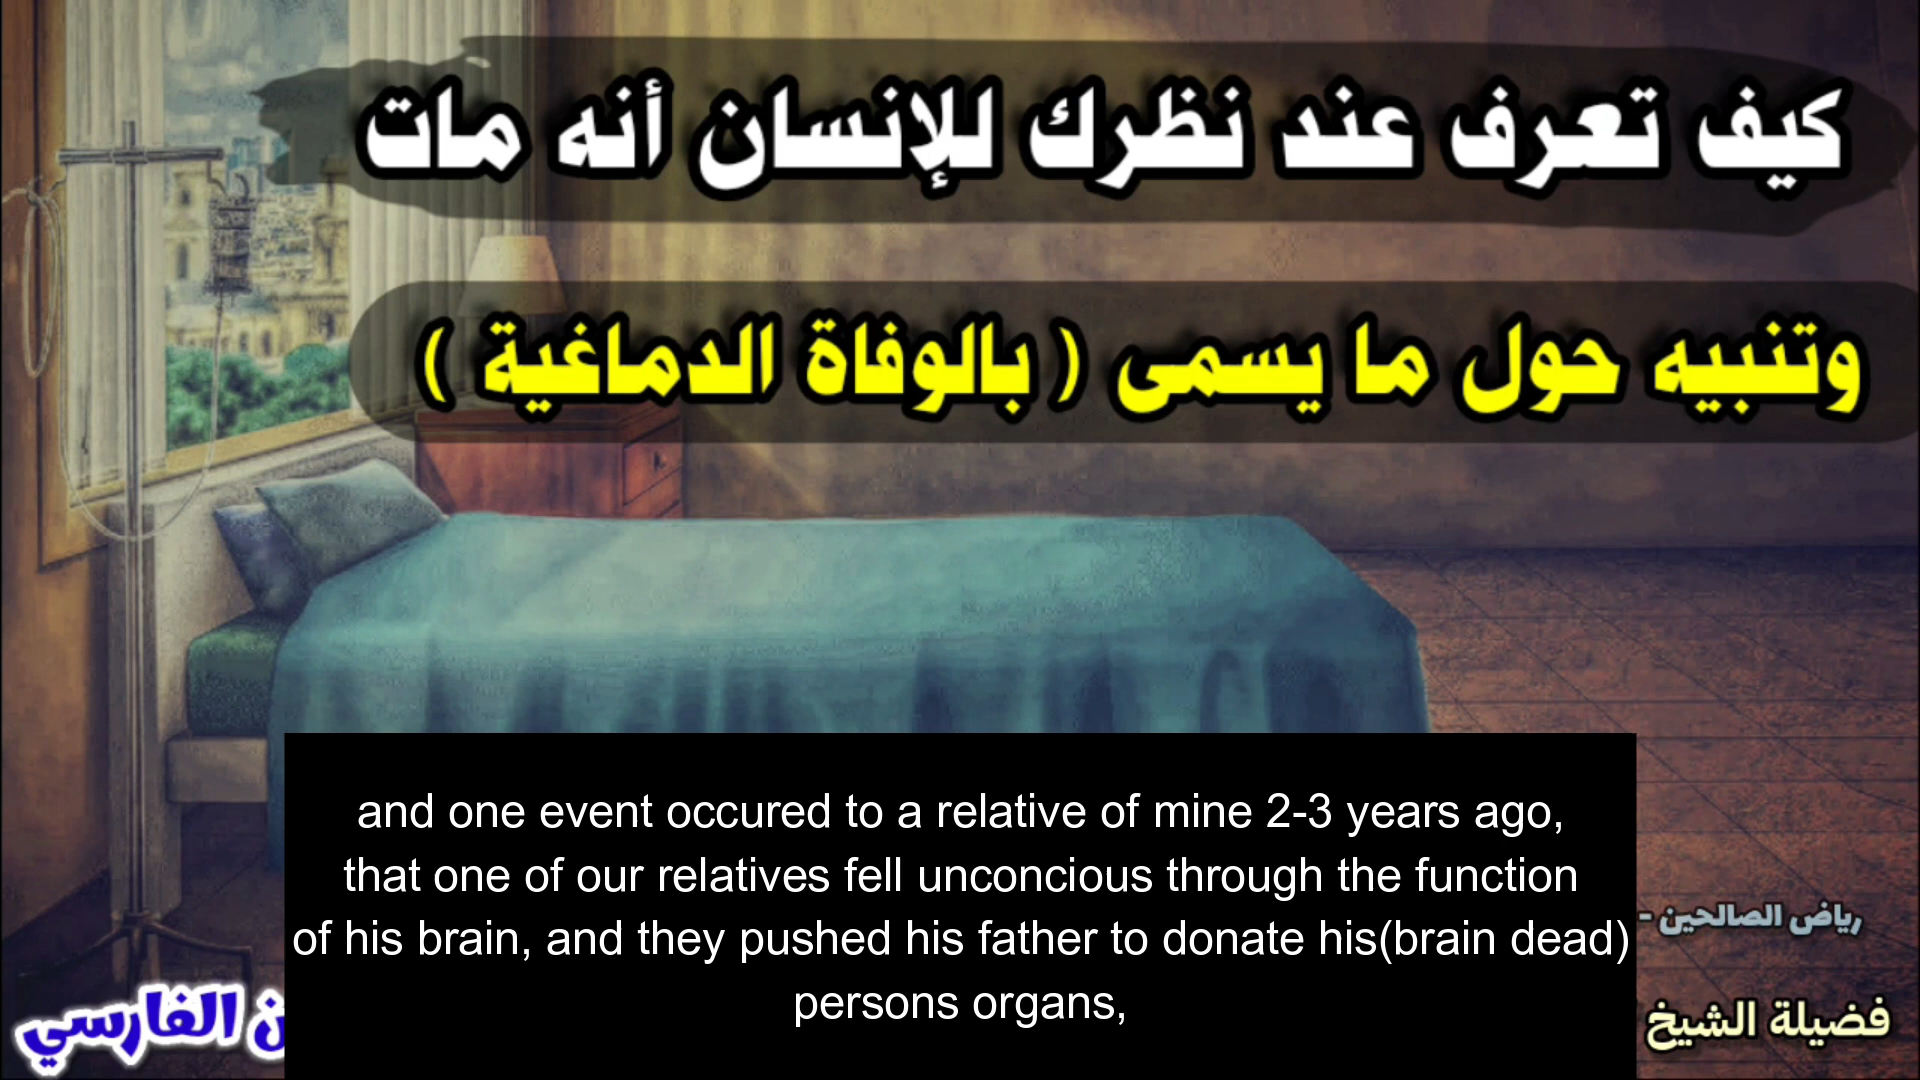 كيف تعرف عند نظرك للإنسان أنه مات
وتنبيه حول ما يسمى ( بالوفاة الدماغية )
and one event occured to a relative of mine 2-3 years ago,
that one of our relatives fell unconcious through the function
of his brain, and they pushed his father to donate his(brain dead)
persons organs,
رياض الصالحين -
فضيلة الشيخ
الفارسي